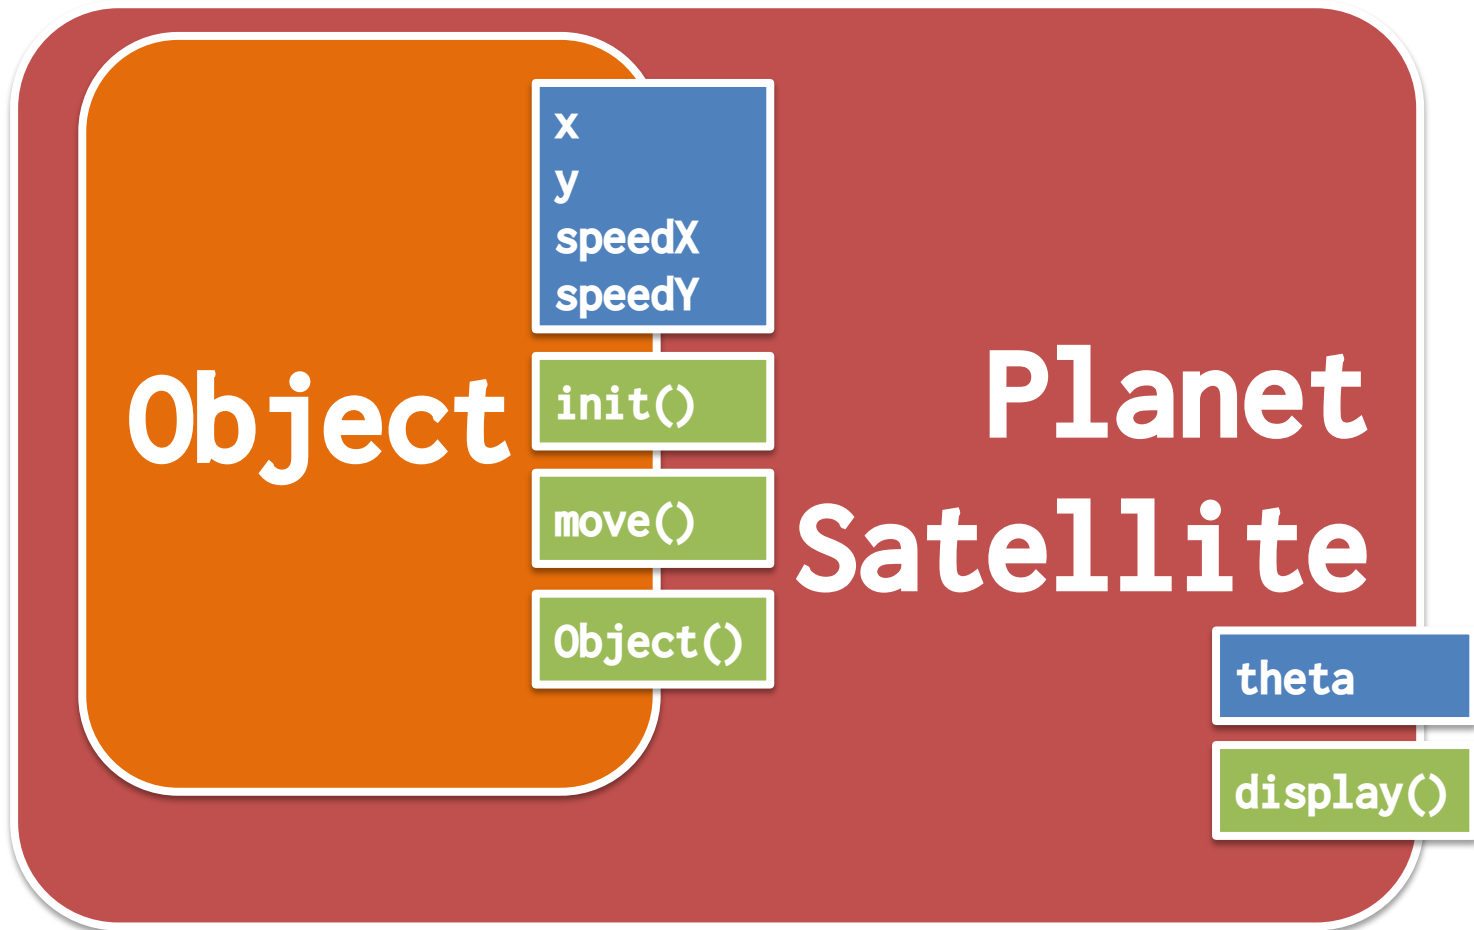 Object
x
y
speedX
speedY
init()
move()
Object()
Planet
Satellite
theta
display()